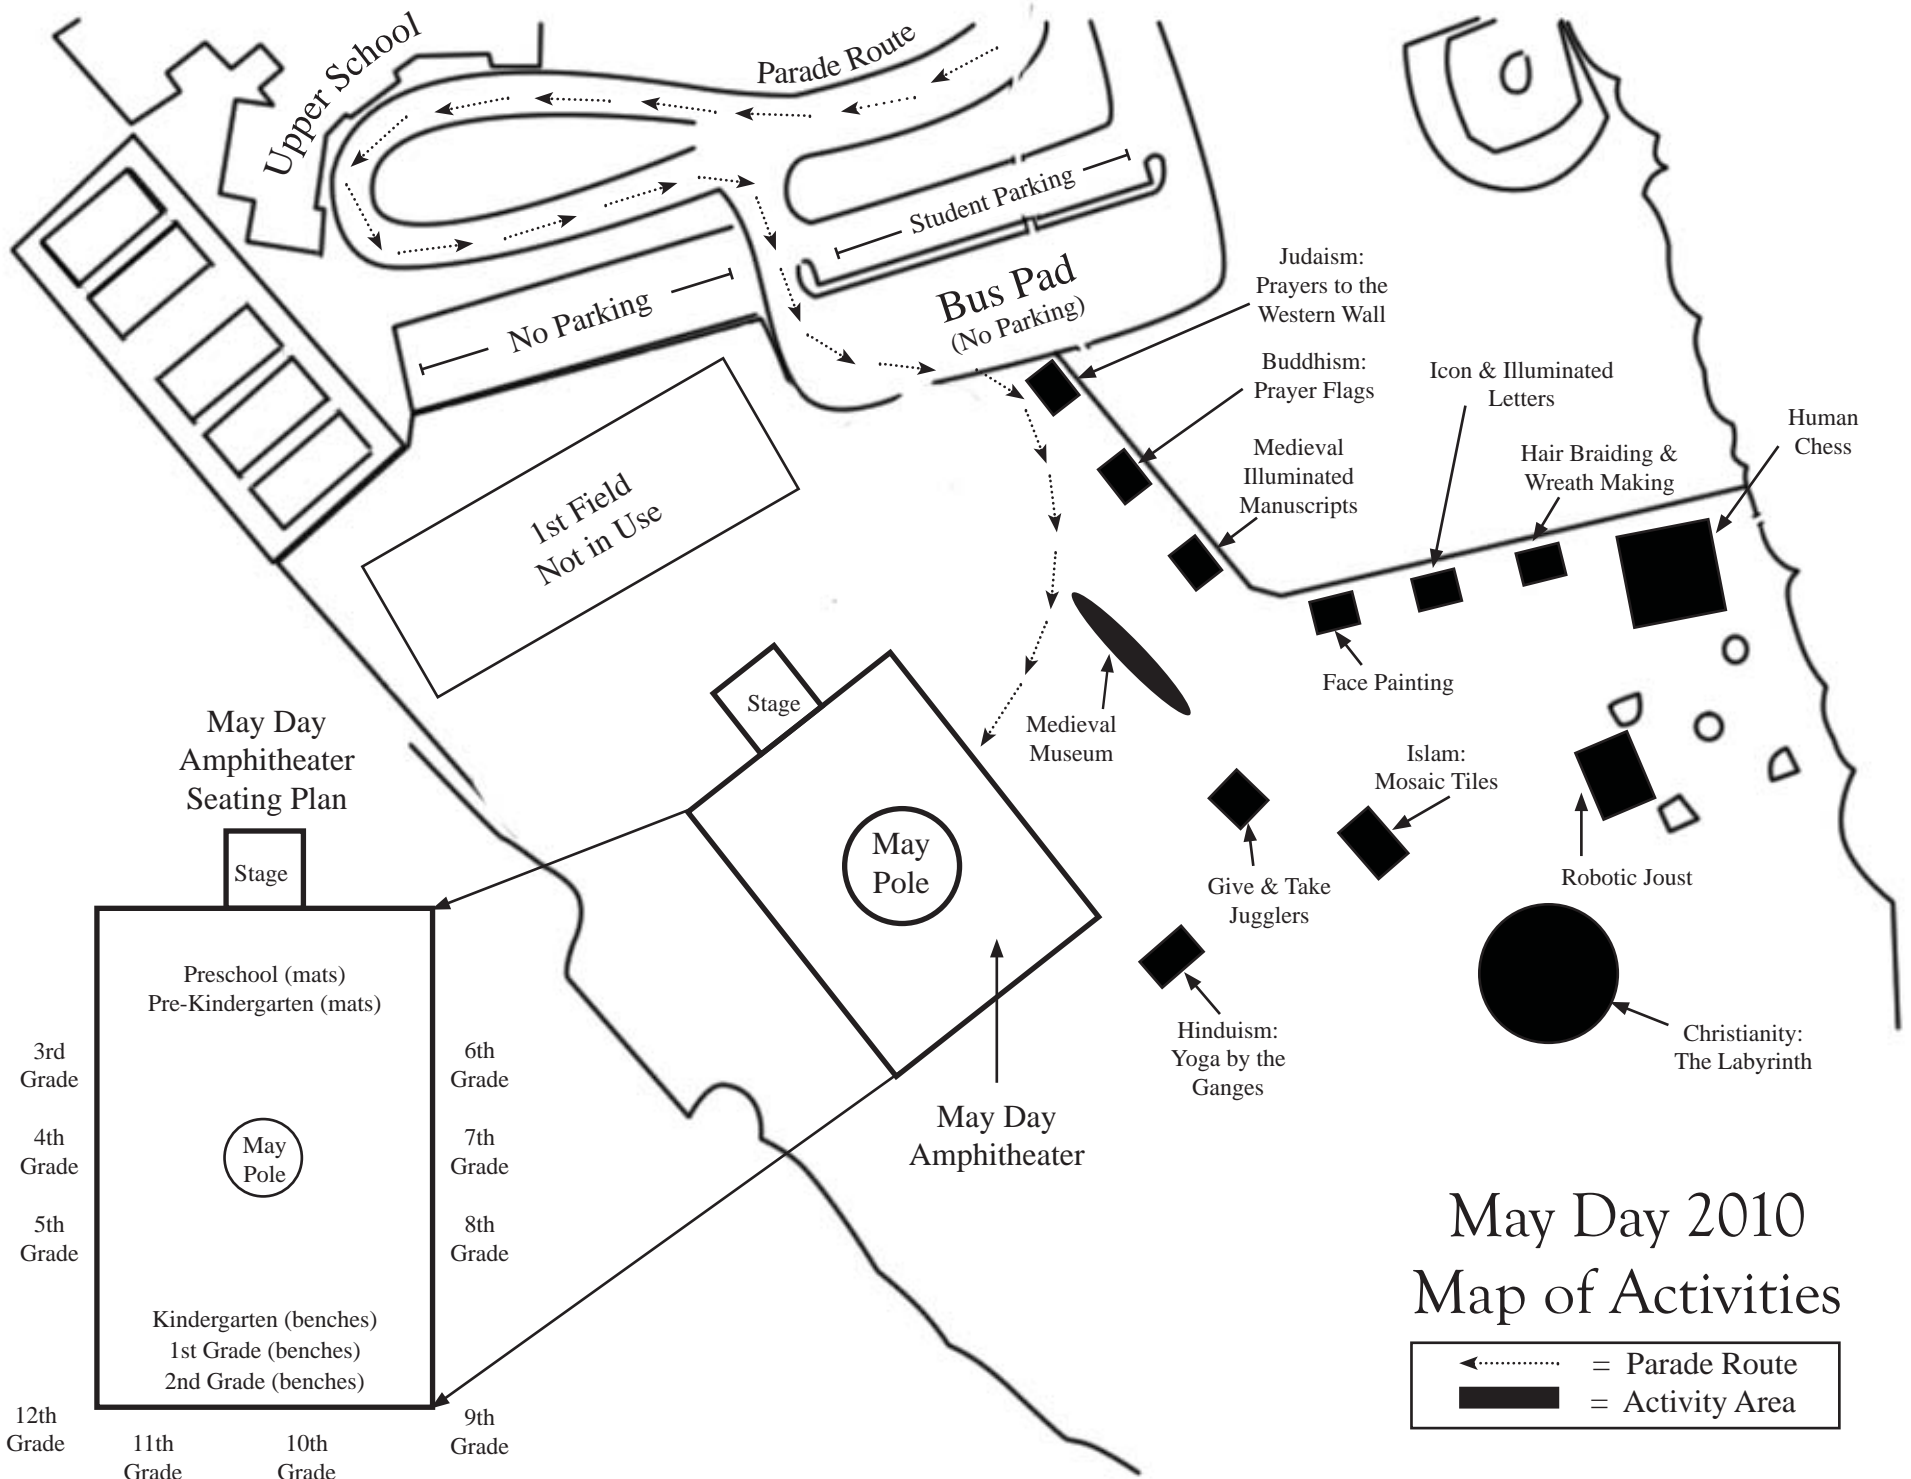 Upper School
Parade Route
Student Parking
No Parking
Bus Pad
(No Parking)
Judaism:
Prayers to the
Western Wall
Buddhism:
Prayer Flags
Medieval
Illuminated
Manuscripts
Icon & Illuminated
Letters
Hair Braiding &
Wreath Making
Human
Chess
1st Field
Not in Use
Face Painting
Stage
Medieval
Museum
Islam:
Mosaic Tiles
May
Pole
Give & Take
Jugglers
Robotic Joust
Hinduism:
Yoga by the
Ganges
Christianity:
The Labyrinth
May Day
Amphitheater
May Day
Amphitheater
Seating Plan
Stage
Preschool (mats)
Pre-Kindergarten (mats)
3rd
Grade
6th
Grade
4th
Grade
May
Pole
7th
Grade
5th
Grade
8th
Grade
Kindergarten (benches)
1st Grade (benches)
2nd Grade (benches)
12th
Grade
11th
Grade
10th
Grade
9th
Grade
May Day 2010
Map of Activities
= Parade Route
= Activity Area